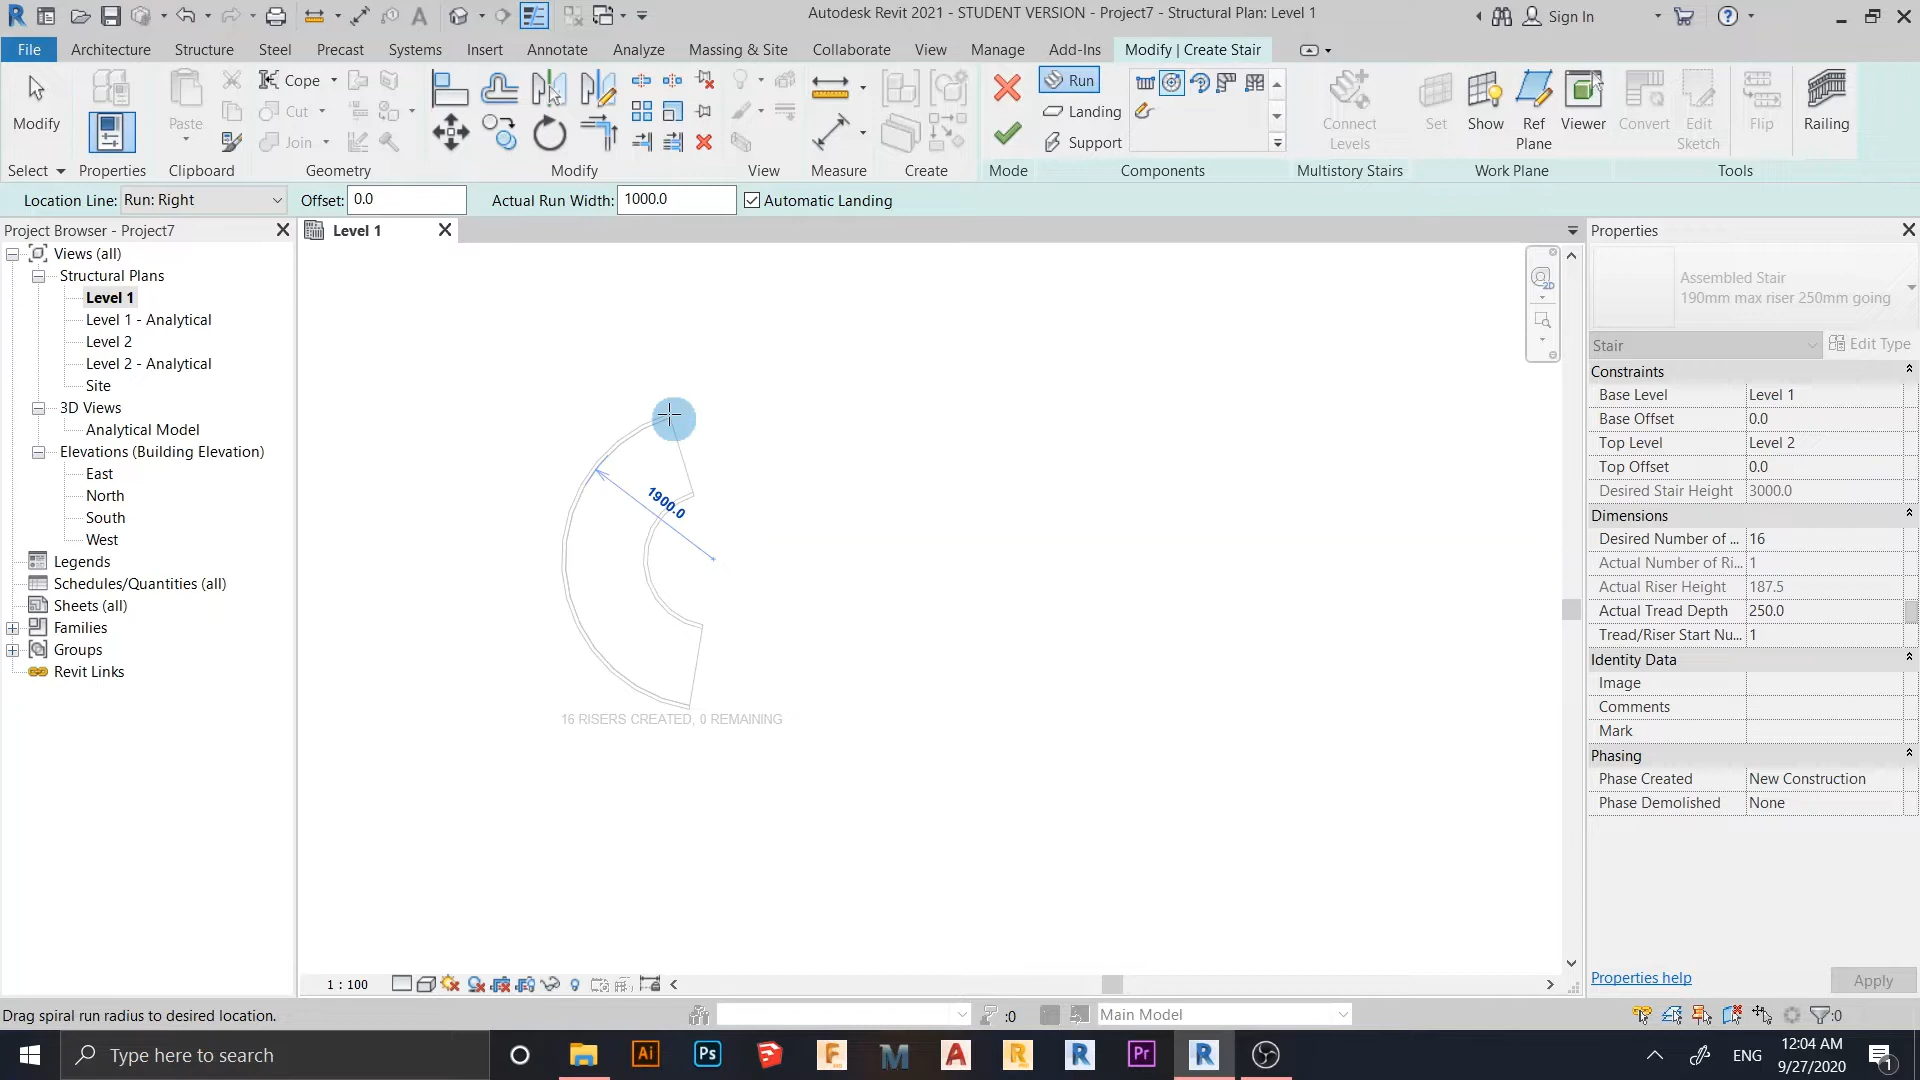 Autodesk Revit 2021 - STUDENT VERSION - Project7 - Structural Plan: Level 1
Sign In
File
Architecture
Structure
Steel
Precast
Systems
Insert
Annotate
Analyze
Massing & Site
Collaborate
View
Manage
Add-Ins
Modify | Create Stair
Modify
Paste
Cope
Cut
Join
Run
Landing
Support
Connect
Levels
Set
Show
Ref
Plane
Viewer
Convert
Edit
Sketch
Flip
Railing
Select
Properties
Clipboard
Geometry
Modify
View
Measure
Create
Mode
Components
Multistory Stairs
Work Plane
Tools
Location Line: Run: Right
Offset: 0.0
Actual Run Width: 1000.0
Automatic Landing
Project Browser - Project7
Views (all)
Structural Plans
Level 1
Level 1 - Analytical
Level 2
Level 2 - Analytical
Site
3D Views
Analytical Model
Elevations (Building Elevation)
East
North
South
West
Legends
Schedules/Quantities (all)
Sheets (all)
Families
Groups
Revit Links
Level 1
2D
1900.0
16 RISERS CREATED, 0 REMAINING
Properties
Assembled Stair
190mm max riser 250mm going
Stair
Edit Type
Constraints
Base Level Level 1
Base Offset 0.0
Top Level Level 2
Top Offset 0.0
Desired Stair Height 3000.0
Dimensions
Desired Number of ... 16
Actual Number of Ri... 1
Actual Riser Height 187.5
Actual Tread Depth 250.0
Tread/Riser Start Nu... 1
Identity Data
Image
Comments
Mark
Phasing
Phase Created New Construction
Phase Demolished None
Properties help
Apply
1 : 100
Drag spiral run radius to desired location.
:0
Main Model
:0
Type here to search
Ai
Ps
F
M
A
R
R
Pr
R
ENG
12:04 AM
9/27/2020
1